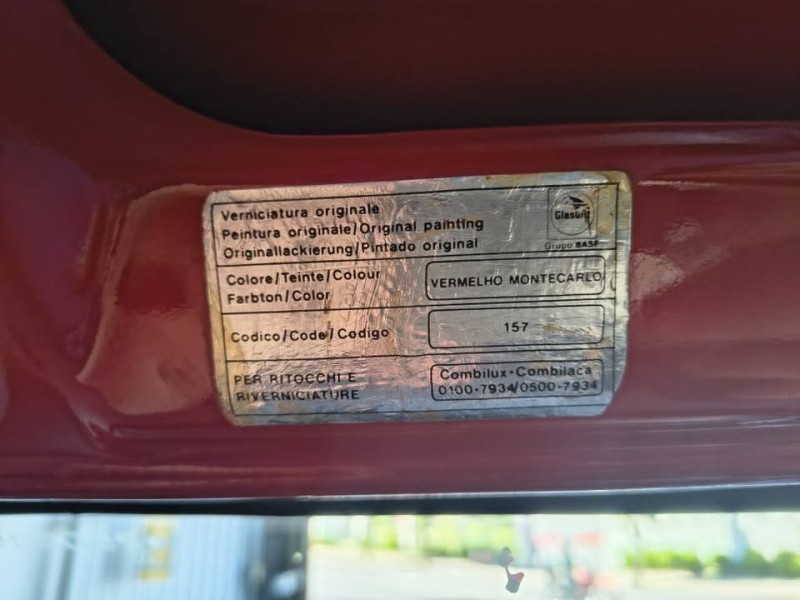 Verniciatura originale
Peinture originale/Original painting
Originallackierung/Pintado original
Glasurit
Grupo BASF
Colore/Teinte/Colour
Farbton/Color
VERMELHO MONTECARLO
Codico/Code/Codigo
157
PER RITOCCHI E
RIVERNICIATURE
Combilux-Combilaca
0100-7934/0500-7934